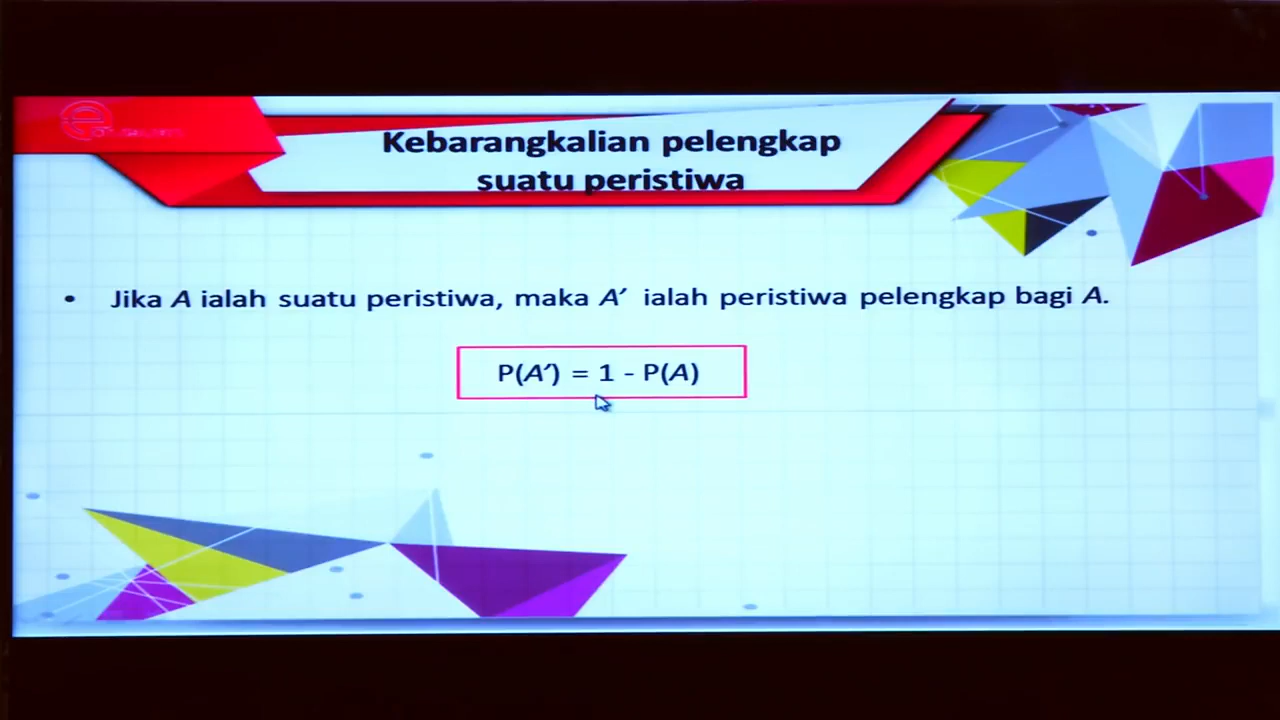 Kebarangkalian pelengkap
suatu peristiwa
• Jika A ialah suatu peristiwa, maka A′ ialah peristiwa pelengkap bagi A.
P(A′) = 1 - P(A)